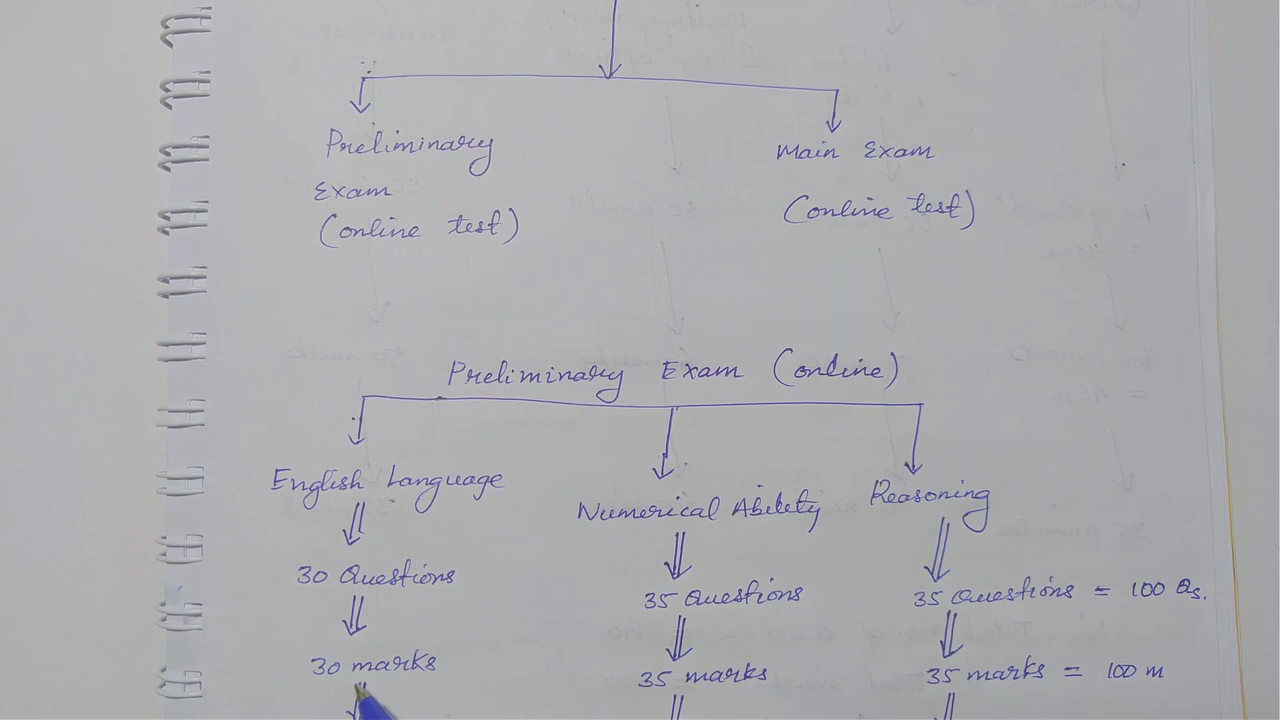 Preliminary
Exam
(online test)
Main Exam
(online test)
Preliminary Exam (online)
English Language
Numerical Ability
Reasoning
30 Questions
35 Questions
35 Questions = 100 Qs.
30 marks
35 marks
35 marks = 100 m